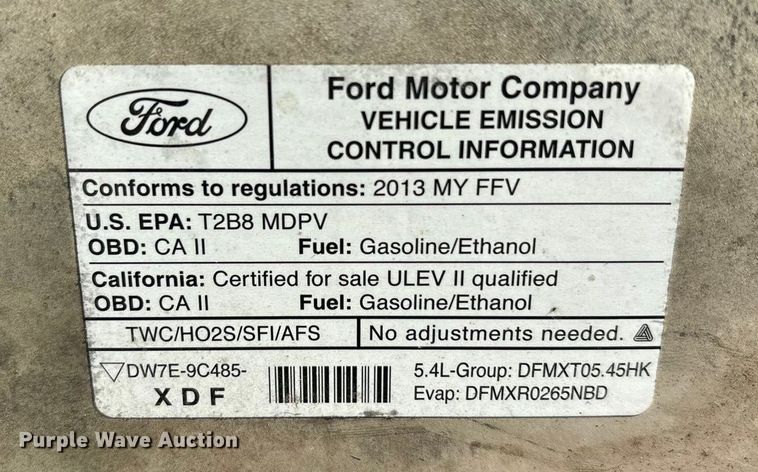 Ford
Ford Motor Company
VEHICLE EMISSION
CONTROL INFORMATION
Conforms to regulations: 2013 MY FFV
U.S. EPA: T2B8 MDPV
OBD: CA II Fuel: Gasoline/Ethanol
California: Certified for sale ULEV II qualified
OBD: CA II Fuel: Gasoline/Ethanol
TWC/HO2S/SFI/AFS No adjustments needed.
DW7E-9C485-
X D F
5.4L-Group: DFMXT05.45HK
Evap: DFMXR0265NBD
Purple Wave Auction